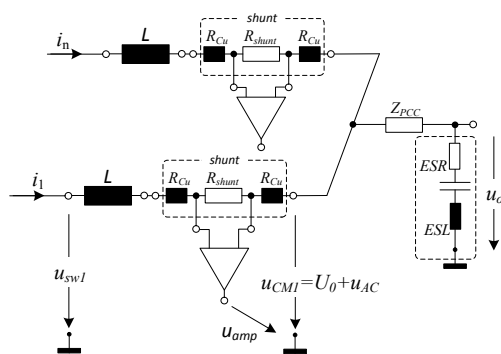 shunt
i_n
L
R_Cu
R_shunt
R_Cu
Z_PCC
shunt
i_1
L
R_Cu
R_shunt
R_Cu
ESR
ESL
u_o
u_sw1
u_CM1=U_0+u_AC
u_amp